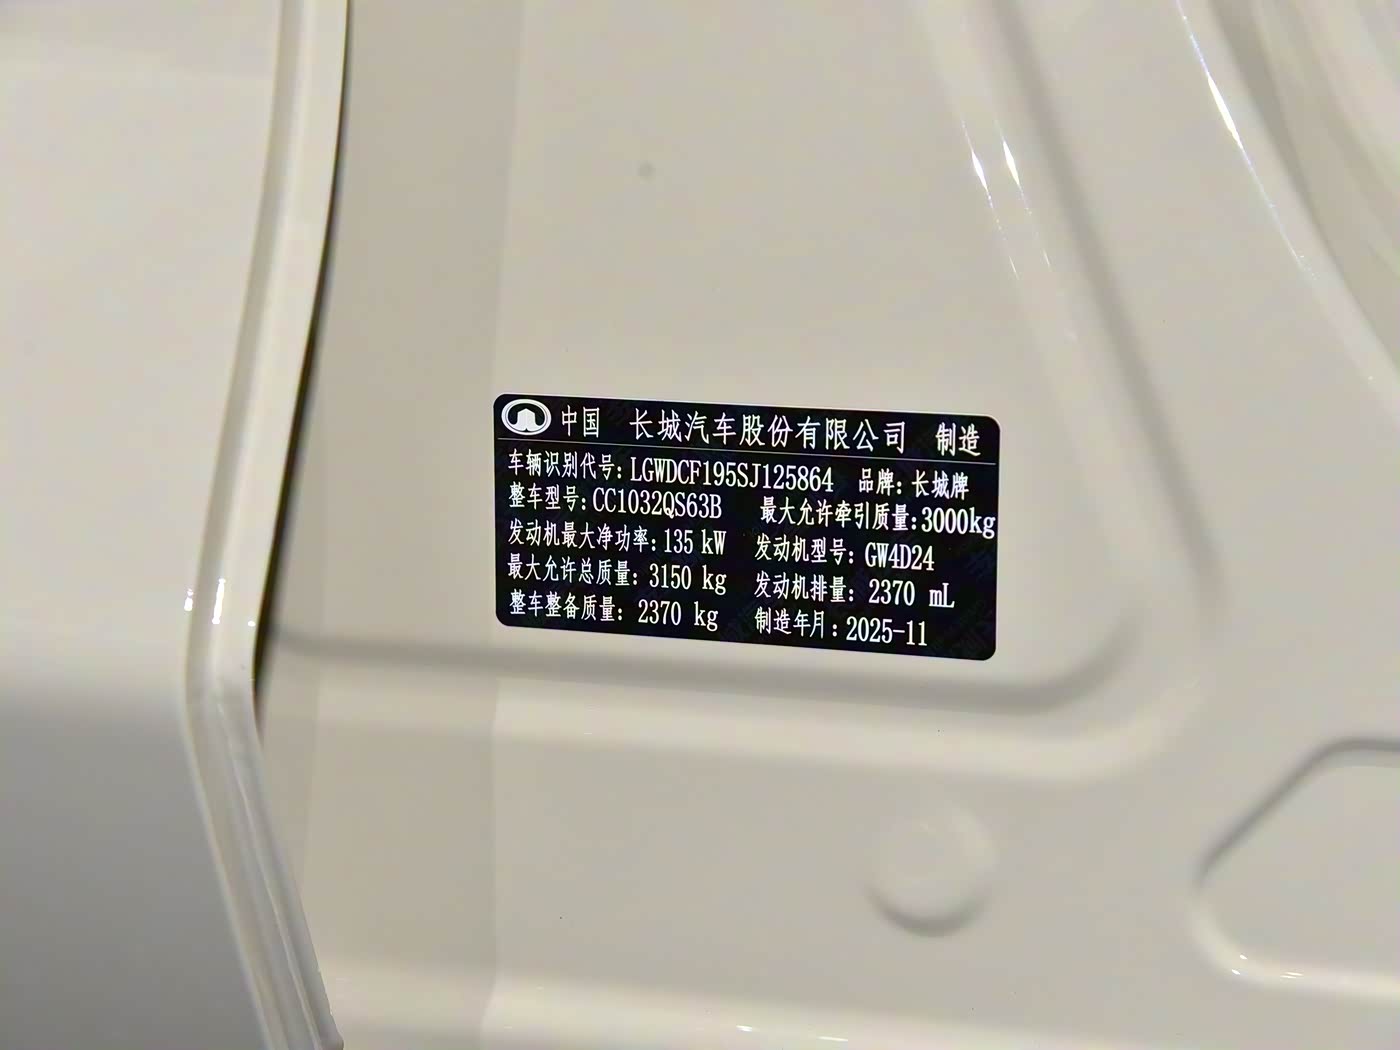 中国 长城汽车股份有限公司 制造
车辆识别代号: LGWDCF195SJ125864 品牌: 长城牌
整车型号: CC1032QS63B 最大允许牵引质量: 3000kg
发动机最大净功率: 135 kW 发动机型号: GW4D24
最大允许总质量: 3150 kg 发动机排量: 2370 mL
整车整备质量: 2370 kg 制造年月: 2025-11